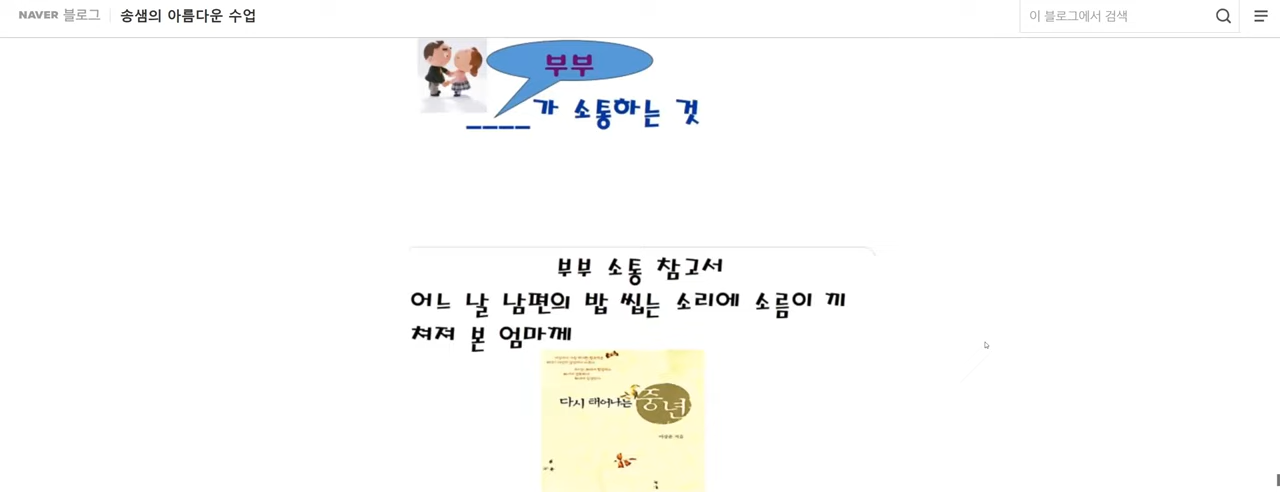 NAVER 블로그 송샘의 아름다운 수업
이 블로그에서 검색
부부
____가 소통하는 것
부부 소통 참고서
어느 날 남편의 밥 씹는 소리에 소름이 끼
쳐져 본 엄마께
다시 태어나는 중년